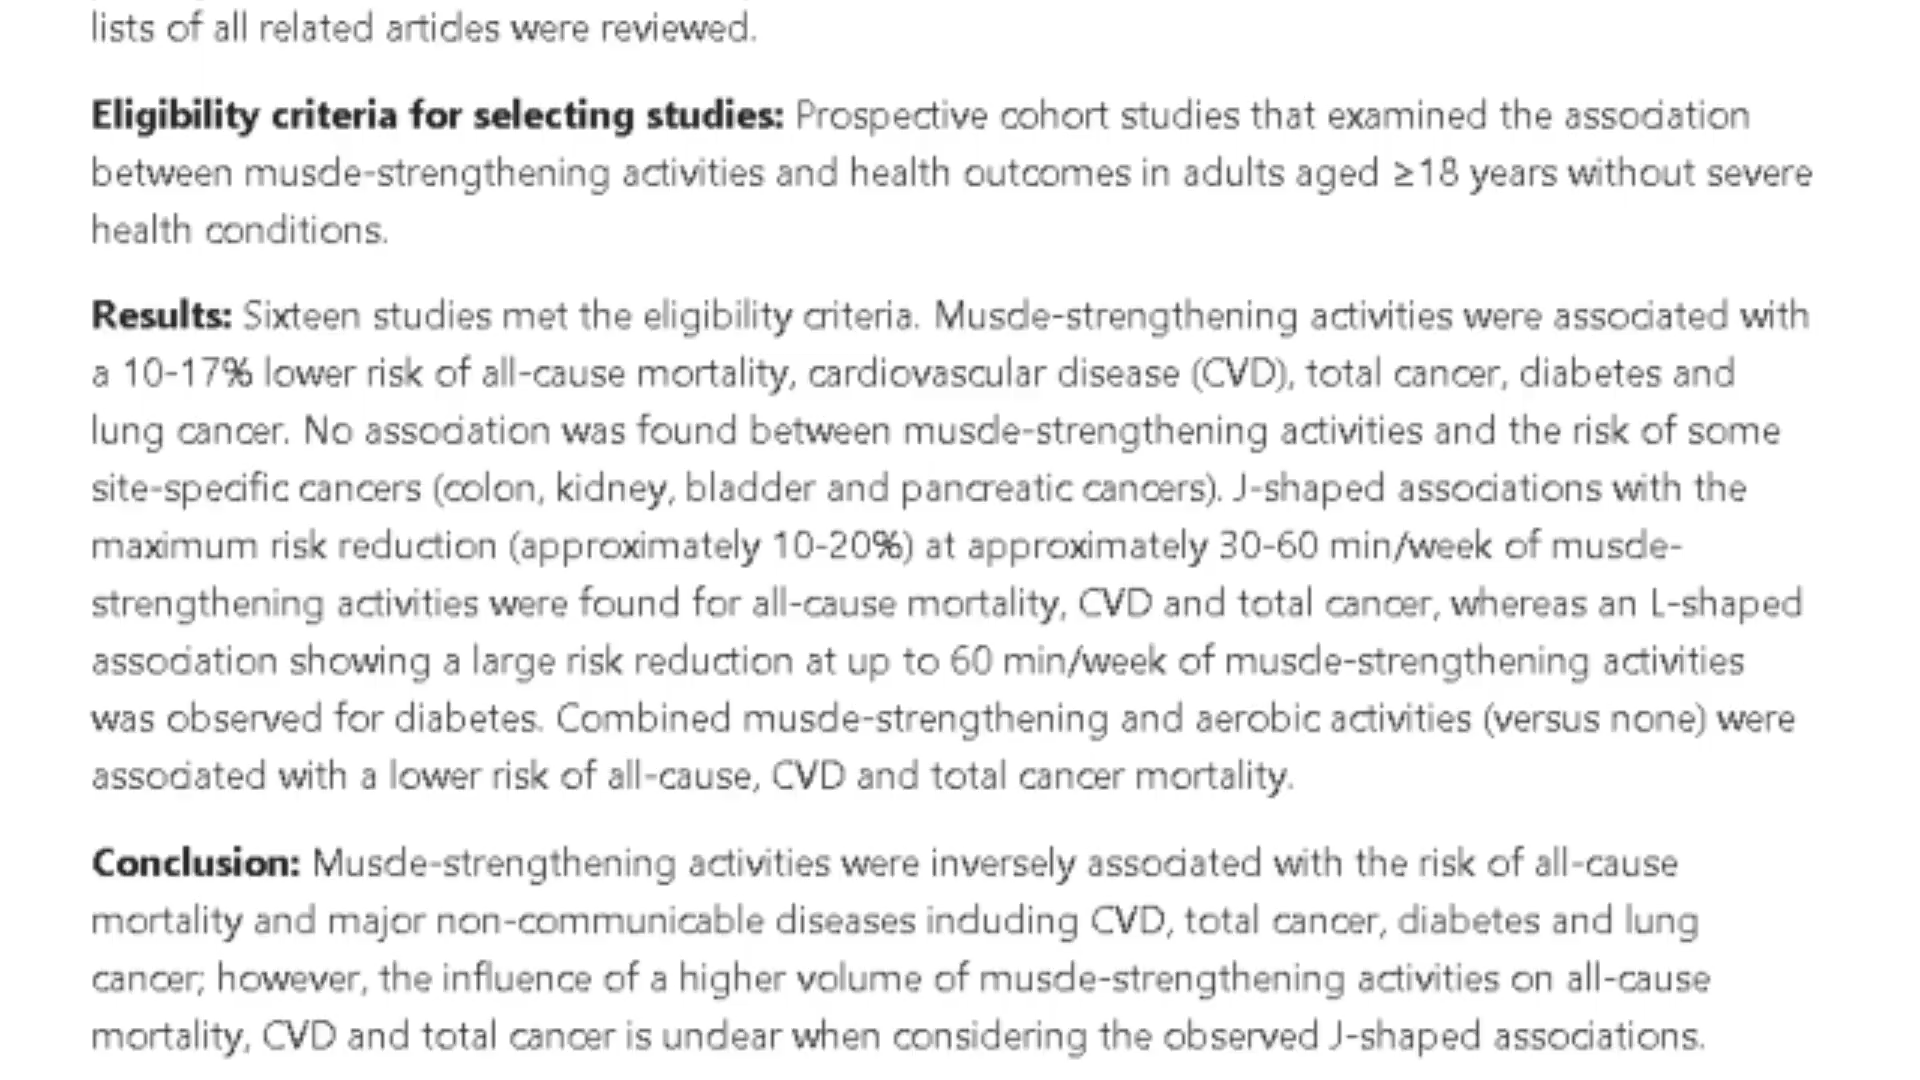 lists of all related articles were reviewed.
Eligibility criteria for selecting studies: Prospective cohort studies that examined the association
between muscle-strengthening activities and health outcomes in adults aged ≥18 years without severe
health conditions.
Results: Sixteen studies met the eligibility criteria. Muscle-strengthening activities were associated with
a 10-17% lower risk of all-cause mortality, cardiovascular disease (CVD), total cancer, diabetes and
lung cancer. No association was found between muscle-strengthening activities and the risk of some
site-specific cancers (colon, kidney, bladder and pancreatic cancers). J-shaped associations with the
maximum risk reduction (approximately 10-20%) at approximately 30-60 min/week of muscle-
strengthening activities were found for all-cause mortality, CVD and total cancer, whereas an L-shaped
association showing a large risk reduction at up to 60 min/week of muscle-strengthening activities
was observed for diabetes. Combined muscle-strengthening and aerobic activities (versus none) were
associated with a lower risk of all-cause, CVD and total cancer mortality.
Conclusion: Muscle-strengthening activities were inversely associated with the risk of all-cause
mortality and major non-communicable diseases including CVD, total cancer, diabetes and lung
cancer; however, the influence of a higher volume of muscle-strengthening activities on all-cause
mortality, CVD and total cancer is unclear when considering the observed J-shaped associations.